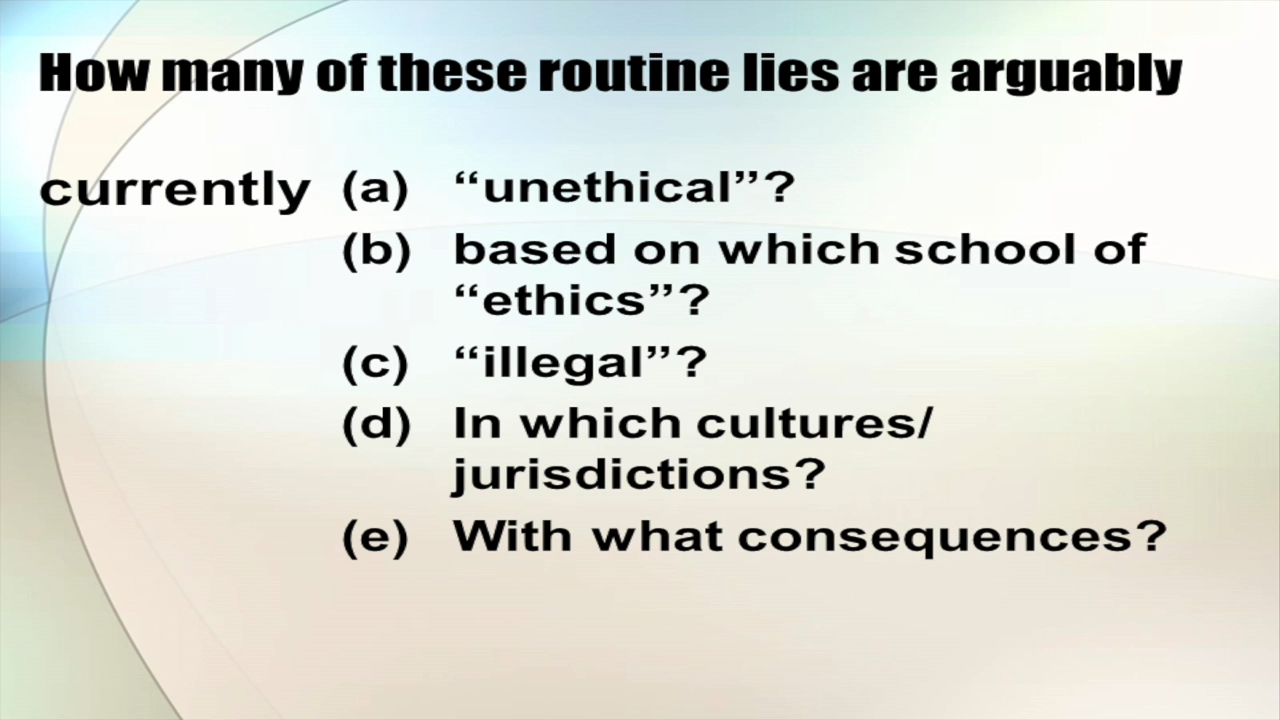 How many of these routine lies are arguably
currently (a) “unethical”?
(b) based on which school of
“ethics”?
(c) “illegal”?
(d) In which cultures/
jurisdictions?
(e) With what consequences?